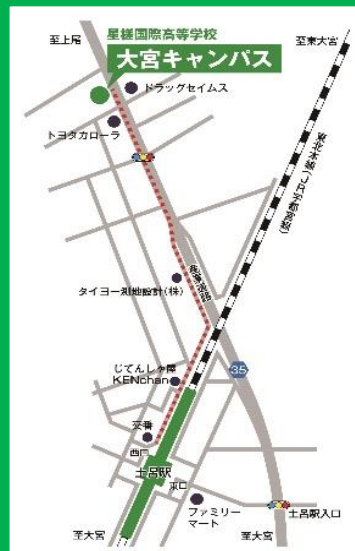 星槎国際高等学校
大宮キャンパス
至上尾
至東大宮
ドラッグセイムス
トヨタカローラ
東北本線(JR宇都宮線)
産業道路
タイヨー測地設計(株)
じてんしゃ屋
KENchan
35
交番
西口
土呂駅
東口
ファミリー
マート
土呂駅入口
至大宮
至大宮